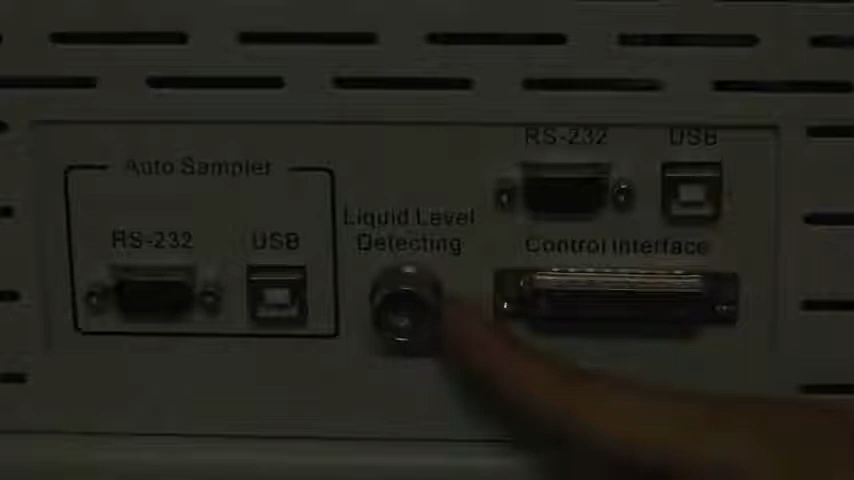 Auto Sampler
RS-232 USB
Liquid Level
Detecting
RS-232 USB
Control Interface